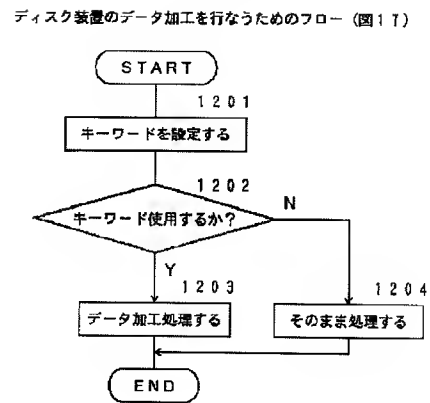 ディスク装置のデータ加工を行なうためのフロー（図１７）
START
１２０１
キーワードを設定する
１２０２
キーワード使用するか？
N
Y
１２０３
１２０４
データ加工処理する
そのまま処理する
END